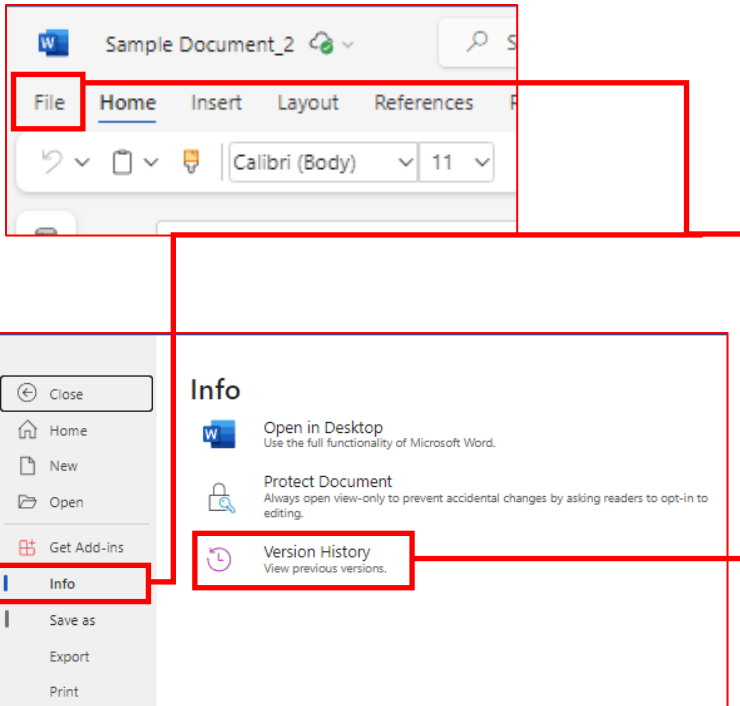 W Sample Document_2 S
File Home Insert Layout References
Calibri (Body) 11
Info
Close
Home
New
Open
Get Add-ins
Info
Save as
Export
Print
W Open in Desktop
Use the full functionality of Microsoft Word.
Protect Document
Always open view-only to prevent accidental changes by asking readers to opt-in to
editing.
Version History
View previous versions.